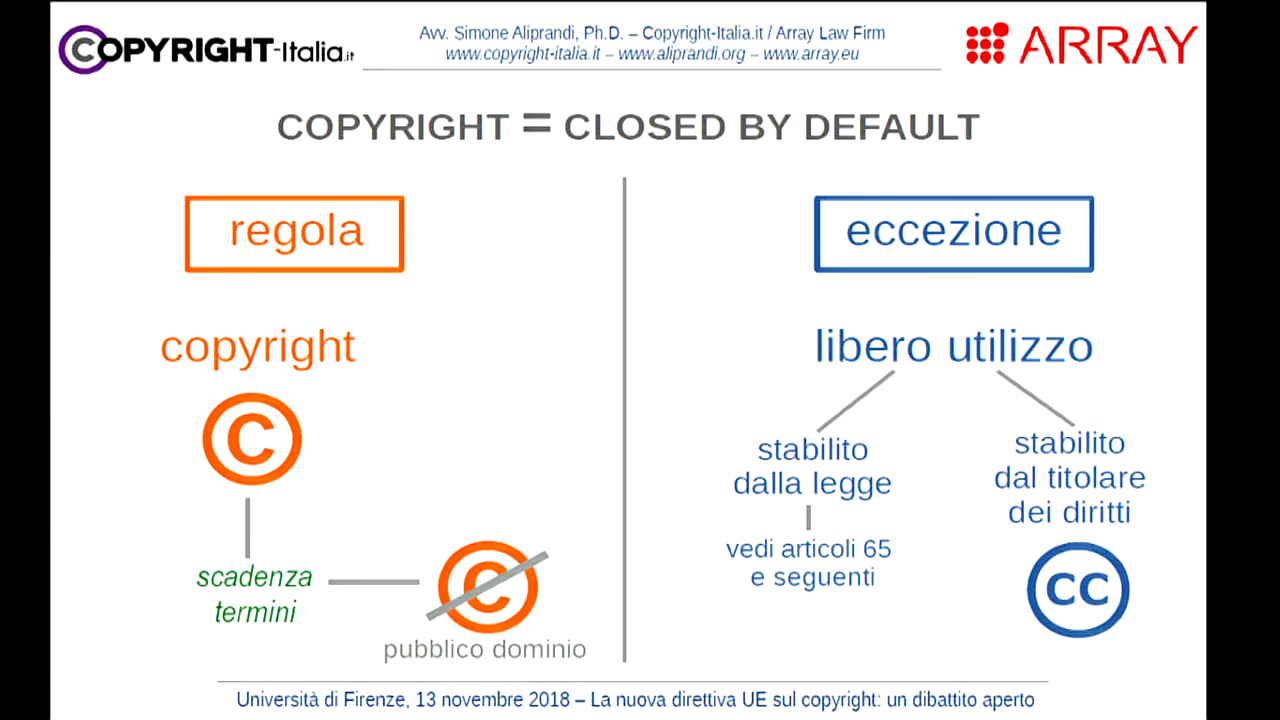 COPYRIGHT-Italia.it
Avv. Simone Aliprandi, Ph.D. – Copyright-Italia.it / Array Law Firm
www.copyright-italia.it – www.aliprandi.org – www.array.eu
ARRAY
COPYRIGHT = CLOSED BY DEFAULT
regola
copyright
C
scadenza
termini
C
pubblico dominio
eccezione
libero utilizzo
stabilito
dalla legge
vedi articoli 65
e seguenti
stabilito
dal titolare
dei diritti
CC
Università di Firenze, 13 novembre 2018 – La nuova direttiva UE sul copyright: un dibattito aperto